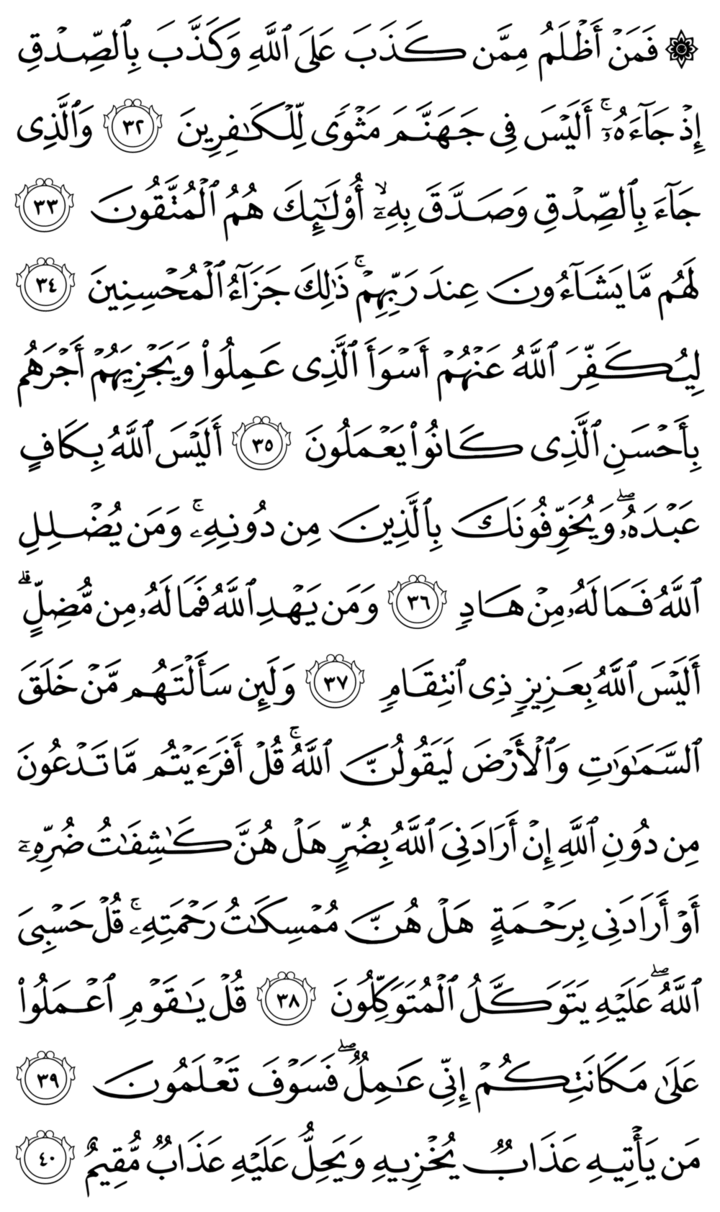 ۞ فَمَنۡ أَظۡلَمُ مِمَّن كَذَبَ عَلَى ٱللَّهِ وَكَذَّبَ بِٱلصِّدۡقِ
إِذۡ جَآءَهُۥٓۚ أَلَيۡسَ فِي جَهَنَّمَ مَثۡوٗى لِّلۡكَٰفِرِينَ ٣٢ وَٱلَّذِي
جَآءَ بِٱلصِّدۡقِ وَصَدَّقَ بِهِۦٓ أُوْلَٰٓئِكَ هُمُ ٱلۡمُتَّقُونَ ٣٣
لَهُم مَّا يَشَآءُونَ عِندَ رَبِّهِمۡۚ ذَٰلِكَ جَزَآءُ ٱلۡمُحۡسِنِينَ ٣٤
لِيُكَفِّرَ ٱللَّهُ عَنۡهُمۡ أَسۡوَأَ ٱلَّذِي عَمِلُواْ وَيَجۡزِيَهُمۡ أَجۡرَهُم
بِأَحۡسَنِ ٱلَّذِي كَانُواْ يَعۡمَلُونَ ٣٥ أَلَيۡسَ ٱللَّهُ بِكَافٍ
عَبۡدَهُۥۖ وَيُخَوِّفُونَكَ بِٱلَّذِينَ مِن دُونِهِۦۚ وَمَن يُضۡلِلِ
ٱللَّهُ فَمَا لَهُۥ مِنۡ هَادٖ ٣٦ وَمَن يَهۡدِ ٱللَّهُ فَمَا لَهُۥ مِن مُّضِلٍّۗ
أَلَيۡسَ ٱللَّهُ بِعَزِيزٖ ذِي ٱنتِقَامٖ ٣٧ وَلَئِن سَأَلۡتَهُم مَّنۡ خَلَقَ
ٱلسَّمَٰوَٰتِ وَٱلۡأَرۡضَ لَيَقُولُنَّ ٱللَّهُۚ قُلۡ أَفَرَءَيۡتُم مَّا تَدۡعُونَ
مِن دُونِ ٱللَّهِ إِنۡ أَرَادَنِيَ ٱللَّهُ بِضُرٍّ هَلۡ هُنَّ كَٰشِفَٰتُ ضُرِّهِۦٓ
أَوۡ أَرَادَنِي بِرَحۡمَةٍ هَلۡ هُنَّ مُمۡسِكَٰتُ رَحۡمَتِهِۦۚ قُلۡ حَسۡبِيَ
ٱللَّهُۖ عَلَيۡهِ يَتَوَكَّلُ ٱلۡمُتَوَكِّلُونَ ٣٨ قُلۡ يَٰقَوۡمِ ٱعۡمَلُواْ
عَلَىٰ مَكَانَتِكُمۡ إِنِّي عَٰمِلٞۖ فَسَوۡفَ تَعۡلَمُونَ ٣٩
مَن يَأۡتِيهِ عَذَابٞ يُخۡزِيهِ وَيَحِلُّ عَلَيۡهِ عَذَابٞ مُّقِيمٌ ٤٠